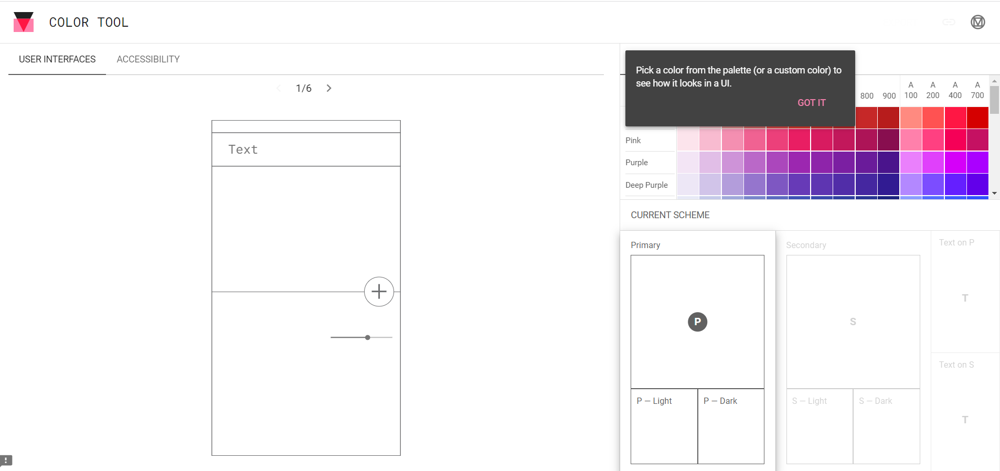 COLOR TOOL
USER INTERFACES
ACCESSIBILITY
1/6
Text
Pick a color from the palette (or a custom color) to
see how it looks in a UI.
GOT IT
800 900 A 100 A 200 A 400 A 700
Pink
Purple
Deep Purple
CURRENT SCHEME
Primary
P
P — Light
P — Dark
Secondary
S
S — Light
S — Dark
Text on P
T
Text on S
T